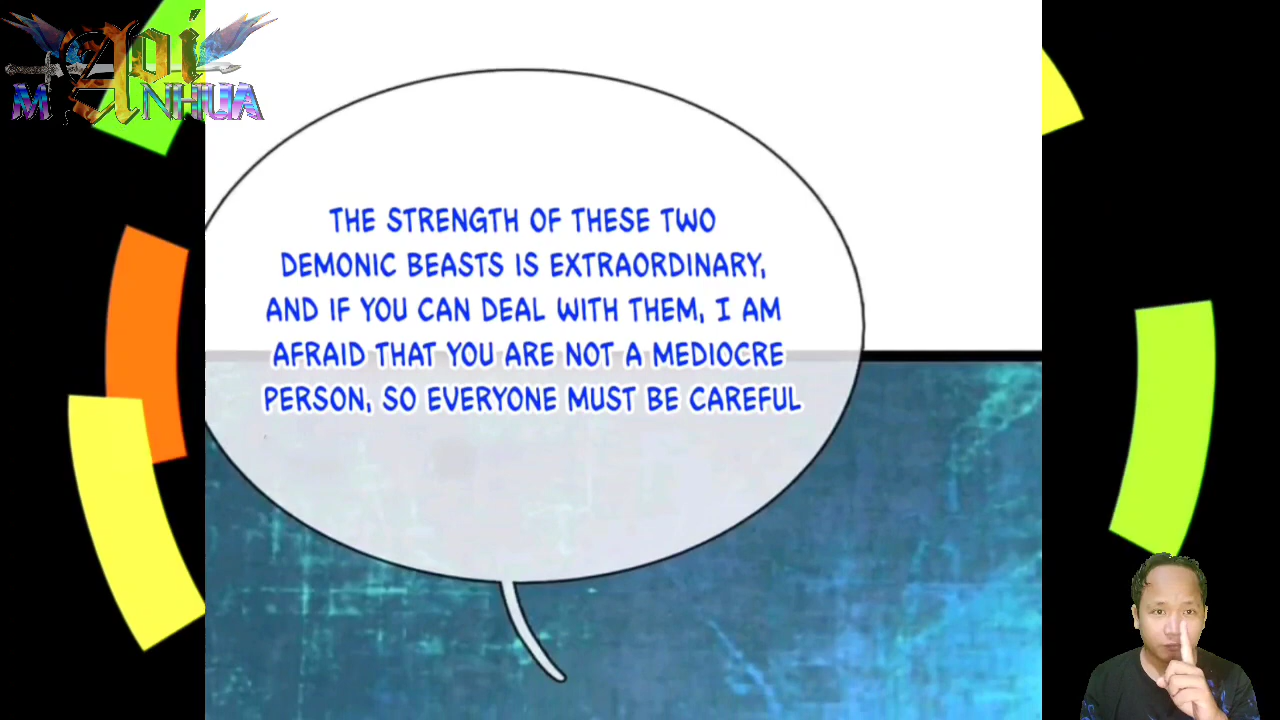 Aoi
MANHUA
THE STRENGTH OF THESE TWO
DEMONIC BEASTS IS EXTRAORDINARY,
AND IF YOU CAN DEAL WITH THEM, I AM
AFRAID THAT YOU ARE NOT A MEDIOCRE
PERSON, SO EVERYONE MUST BE CAREFUL